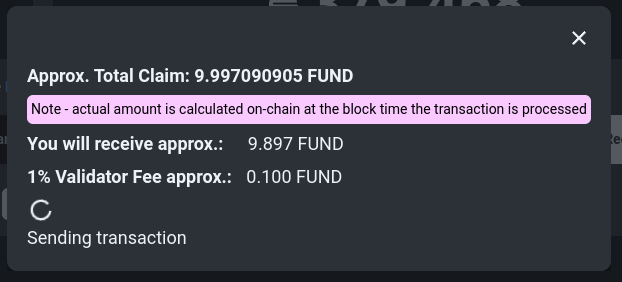 Approx. Total Claim: 9.997090905 FUND
Note - actual amount is calculated on-chain at the block time the transaction is processed
You will receive approx.: 9.897 FUND
1% Validator Fee approx.: 0.100 FUND
Sending transaction